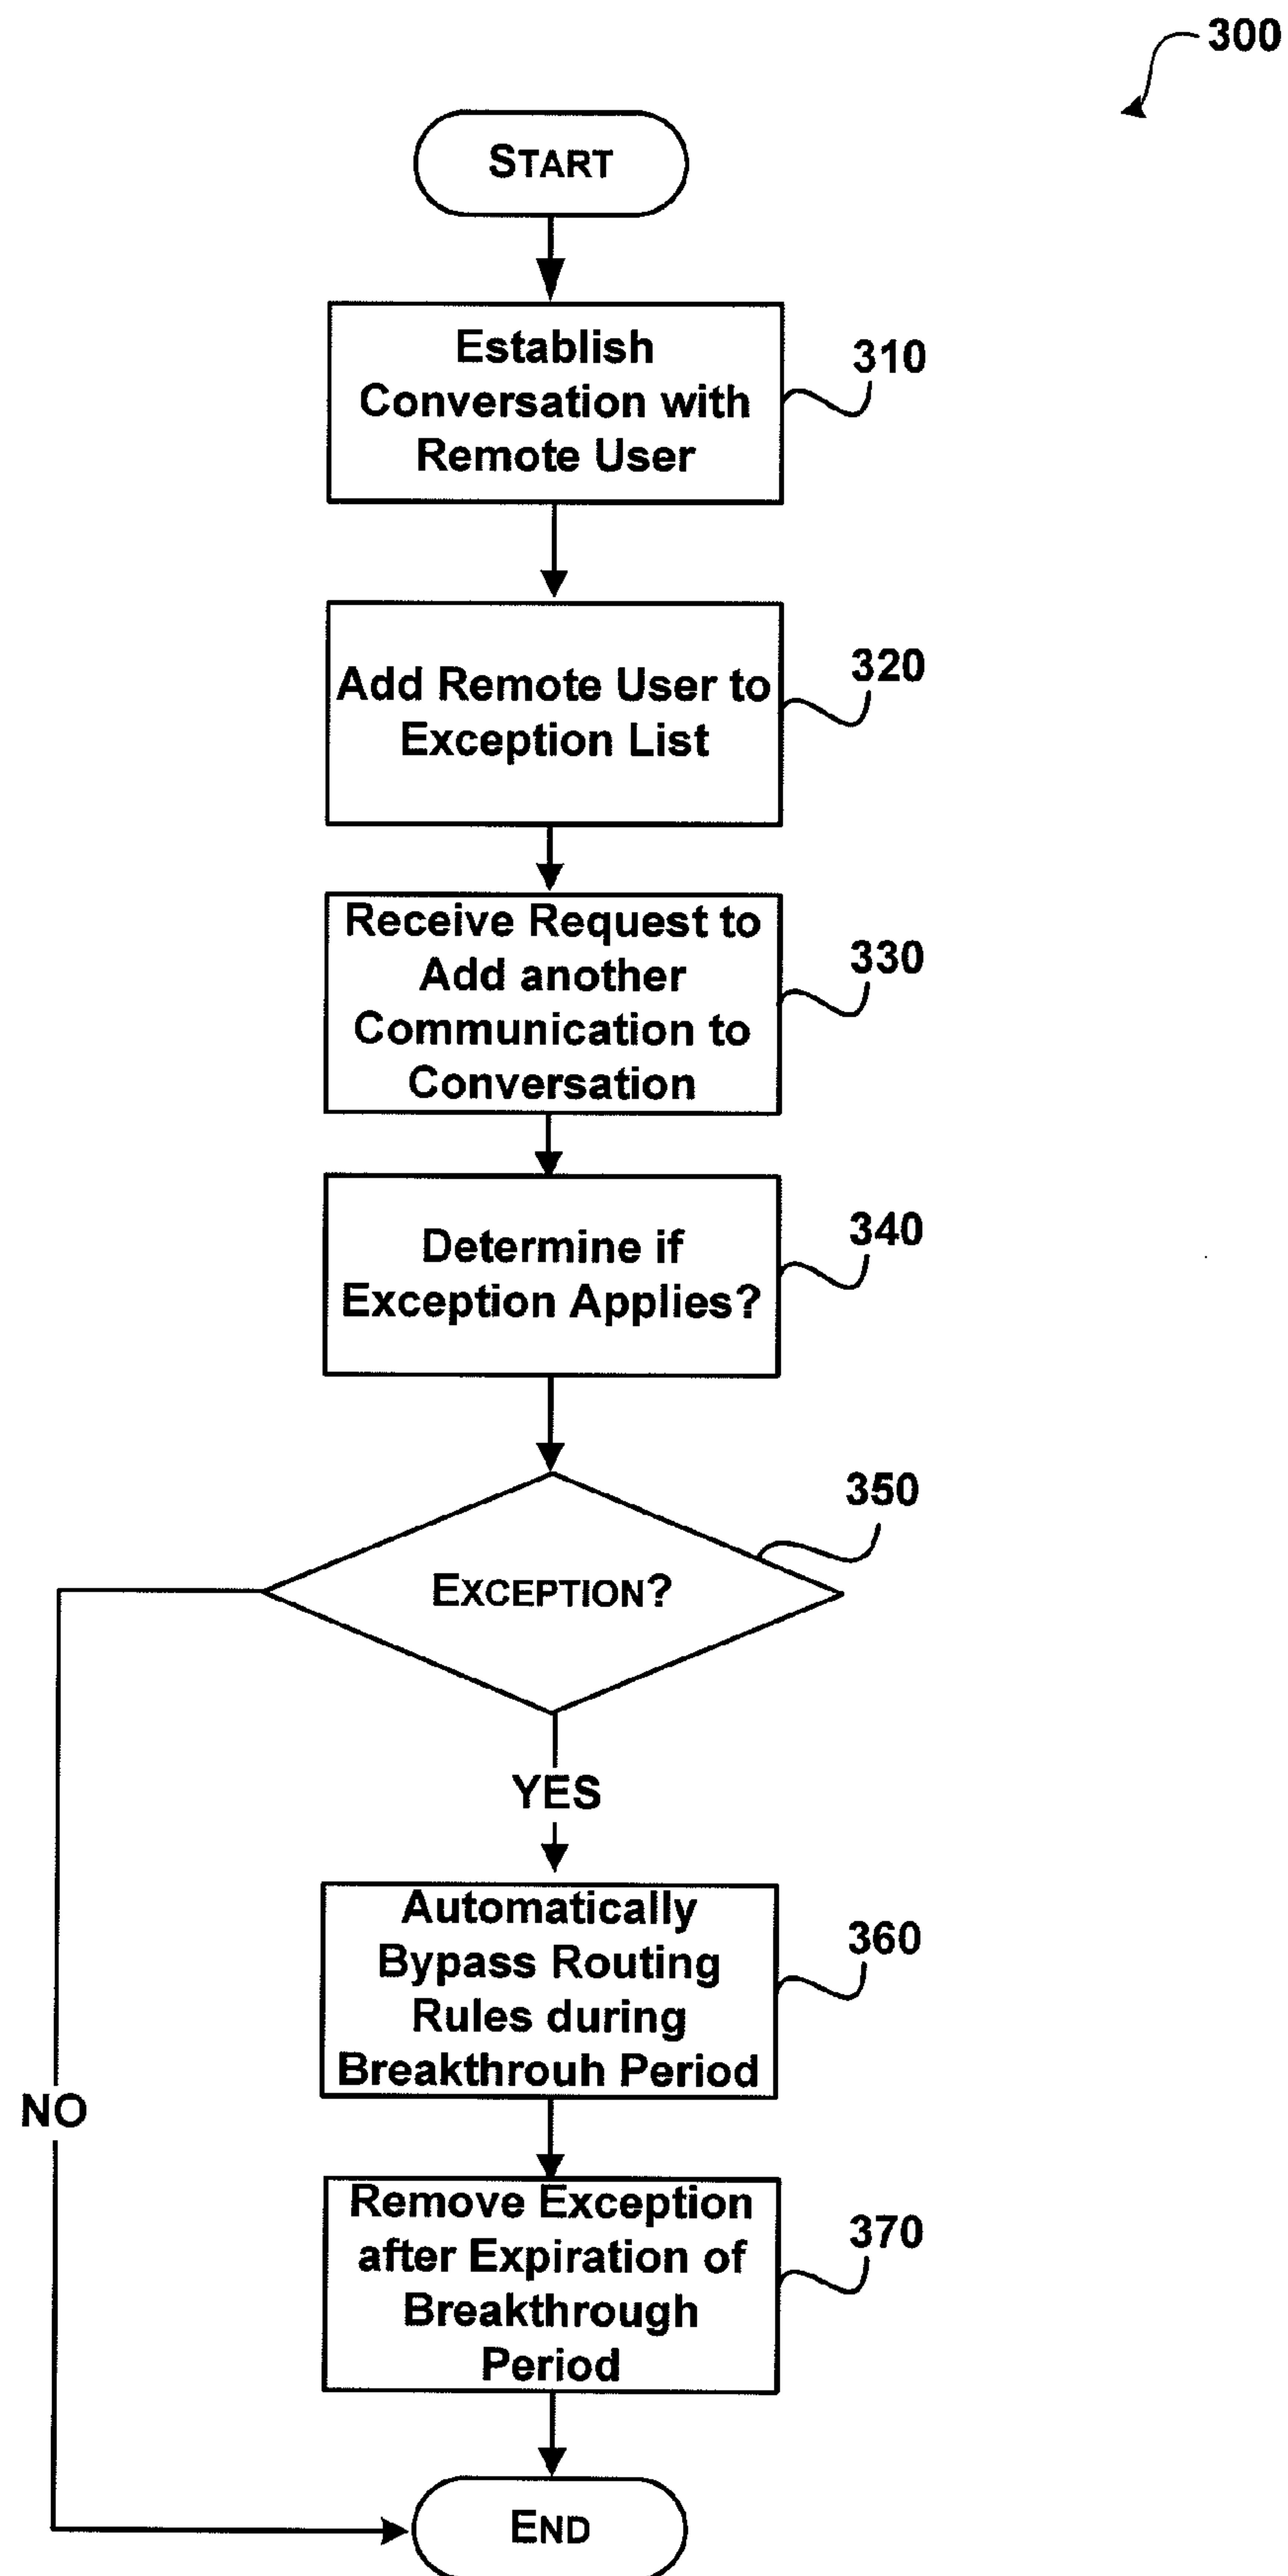 300
START
Establish
Conversation with
Remote User
310
Add Remote User to
Exception List
320
Receive Request to
Add another
Communication to
Conversation
330
Determine if
Exception Applies?
340
350
EXCEPTION?
YES
Automatically
Bypass Routing
Rules during
Breakthrouh Period
360
NO
Remove Exception
after Expiration of
Breakthrough
Period
370
END